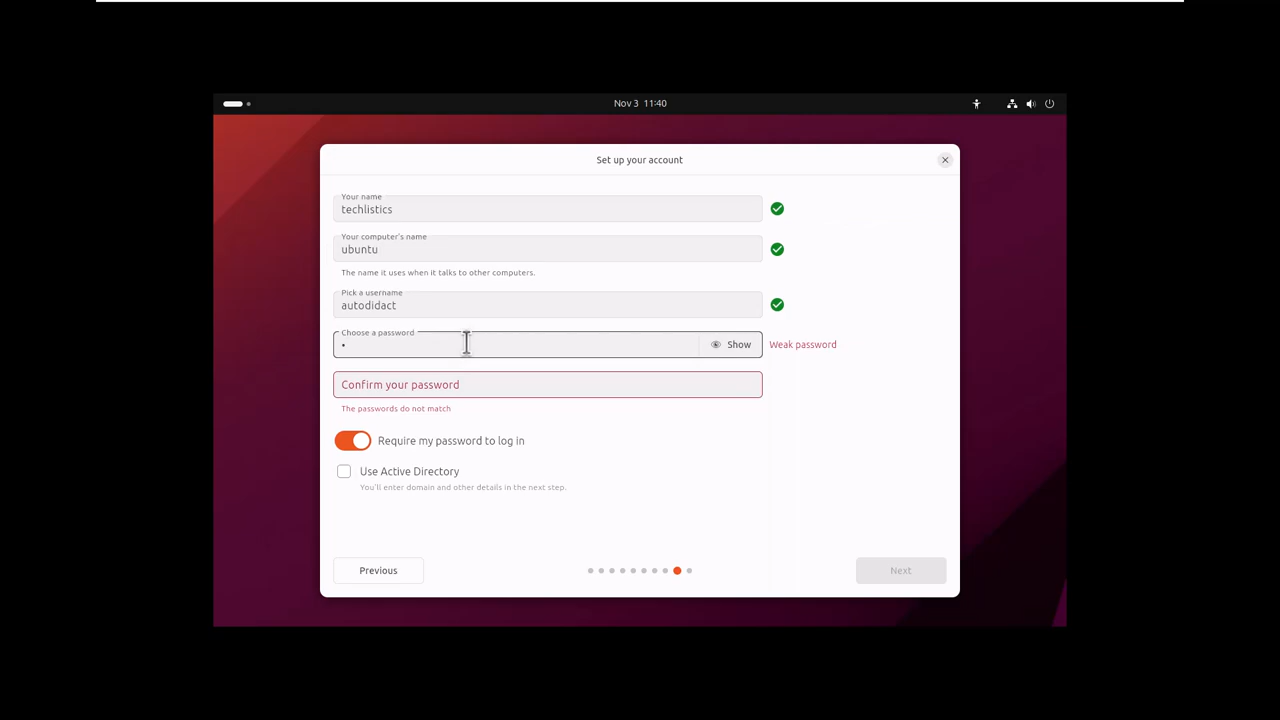 Nov 3 11:40
Set up your account
Your name
techlistics
Your computer's name
ubuntu
The name it uses when it talks to other computers.
Pick a username
autodidact
Choose a password
•
Show
Weak password
Confirm your password
The passwords do not match
Require my password to log in
Use Active Directory
You'll enter domain and other details in the next step.
Previous
Next